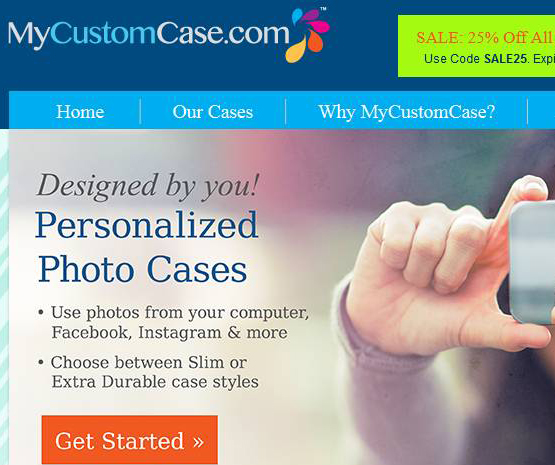 MyCustomCase.com™
SALE: 25% Off All
Use Code SALE25. Expi
Home
Our Cases
Why MyCustomCase?
Designed by you!
Personalized
Photo Cases
• Use photos from your computer,
Facebook, Instagram & more
• Choose between Slim or
Extra Durable case styles
Get Started »